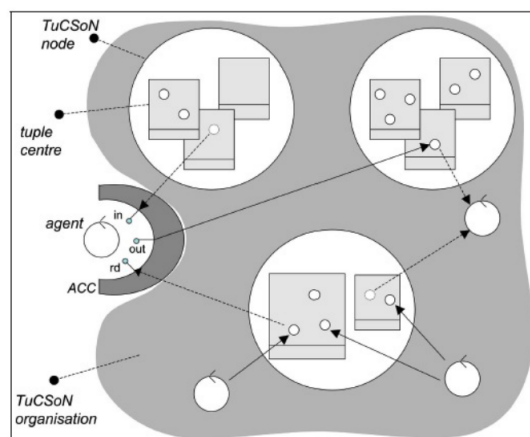 TuCSoN
node
tuple
centre
in
agent
out
rd
ACC
TuCSoN
organisation